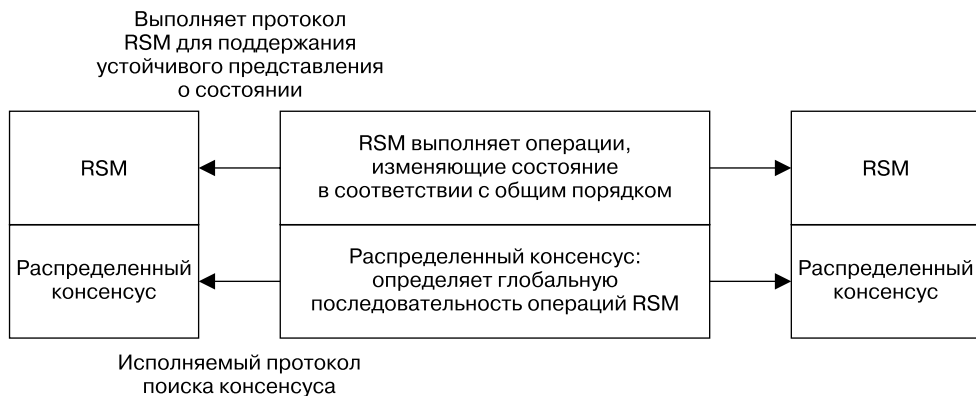 Выполняет протокол
RSM для поддержания
устойчивого представления
о состоянии
RSM
RSM выполняет операции,
изменяющие состояние
в соответствии с общим порядком
RSM
Распределенный
консенсус
Распределенный консенсус:
определяет глобальную
последовательность операций RSM
Распределенный
консенсус
Исполняемый протокол
поиска консенсуса